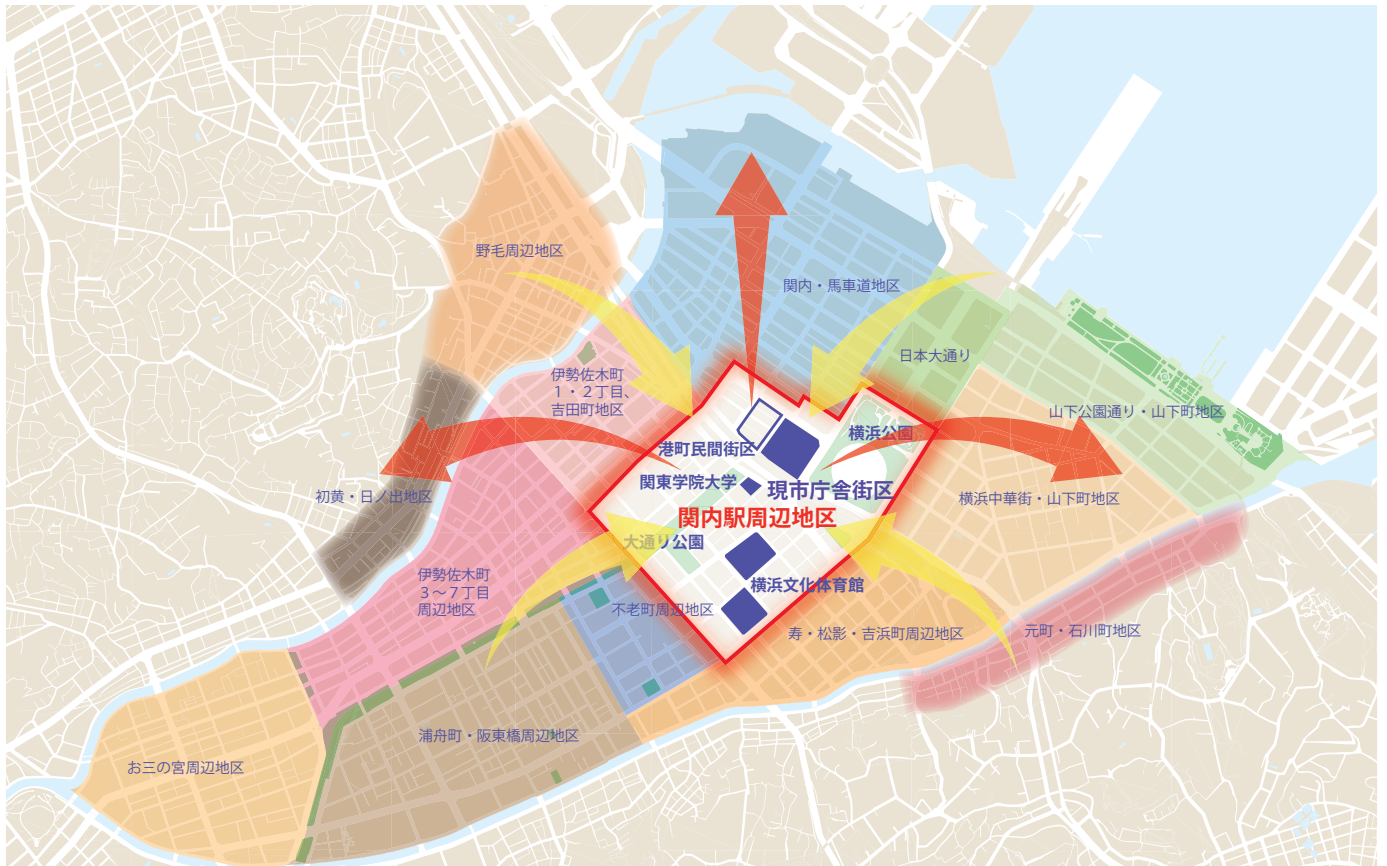 野毛周辺地区
関内・馬車道地区
日本大通り
伊勢佐木町
1・2丁目、
吉田町地区
山下公園通り・山下町地区
横浜公園
港町民間街区
関東学院大学
現市庁舎街区
初黄・日ノ出地区
横浜中華街・山下町地区
関内駅周辺地区
大通り公園
伊勢佐木町
3~7丁目
周辺地区
横浜文化体育館
不老町周辺地区
寿・松影・吉浜町周辺地区
元町・石川町地区
浦舟町・阪東橋周辺地区
お三の宮周辺地区